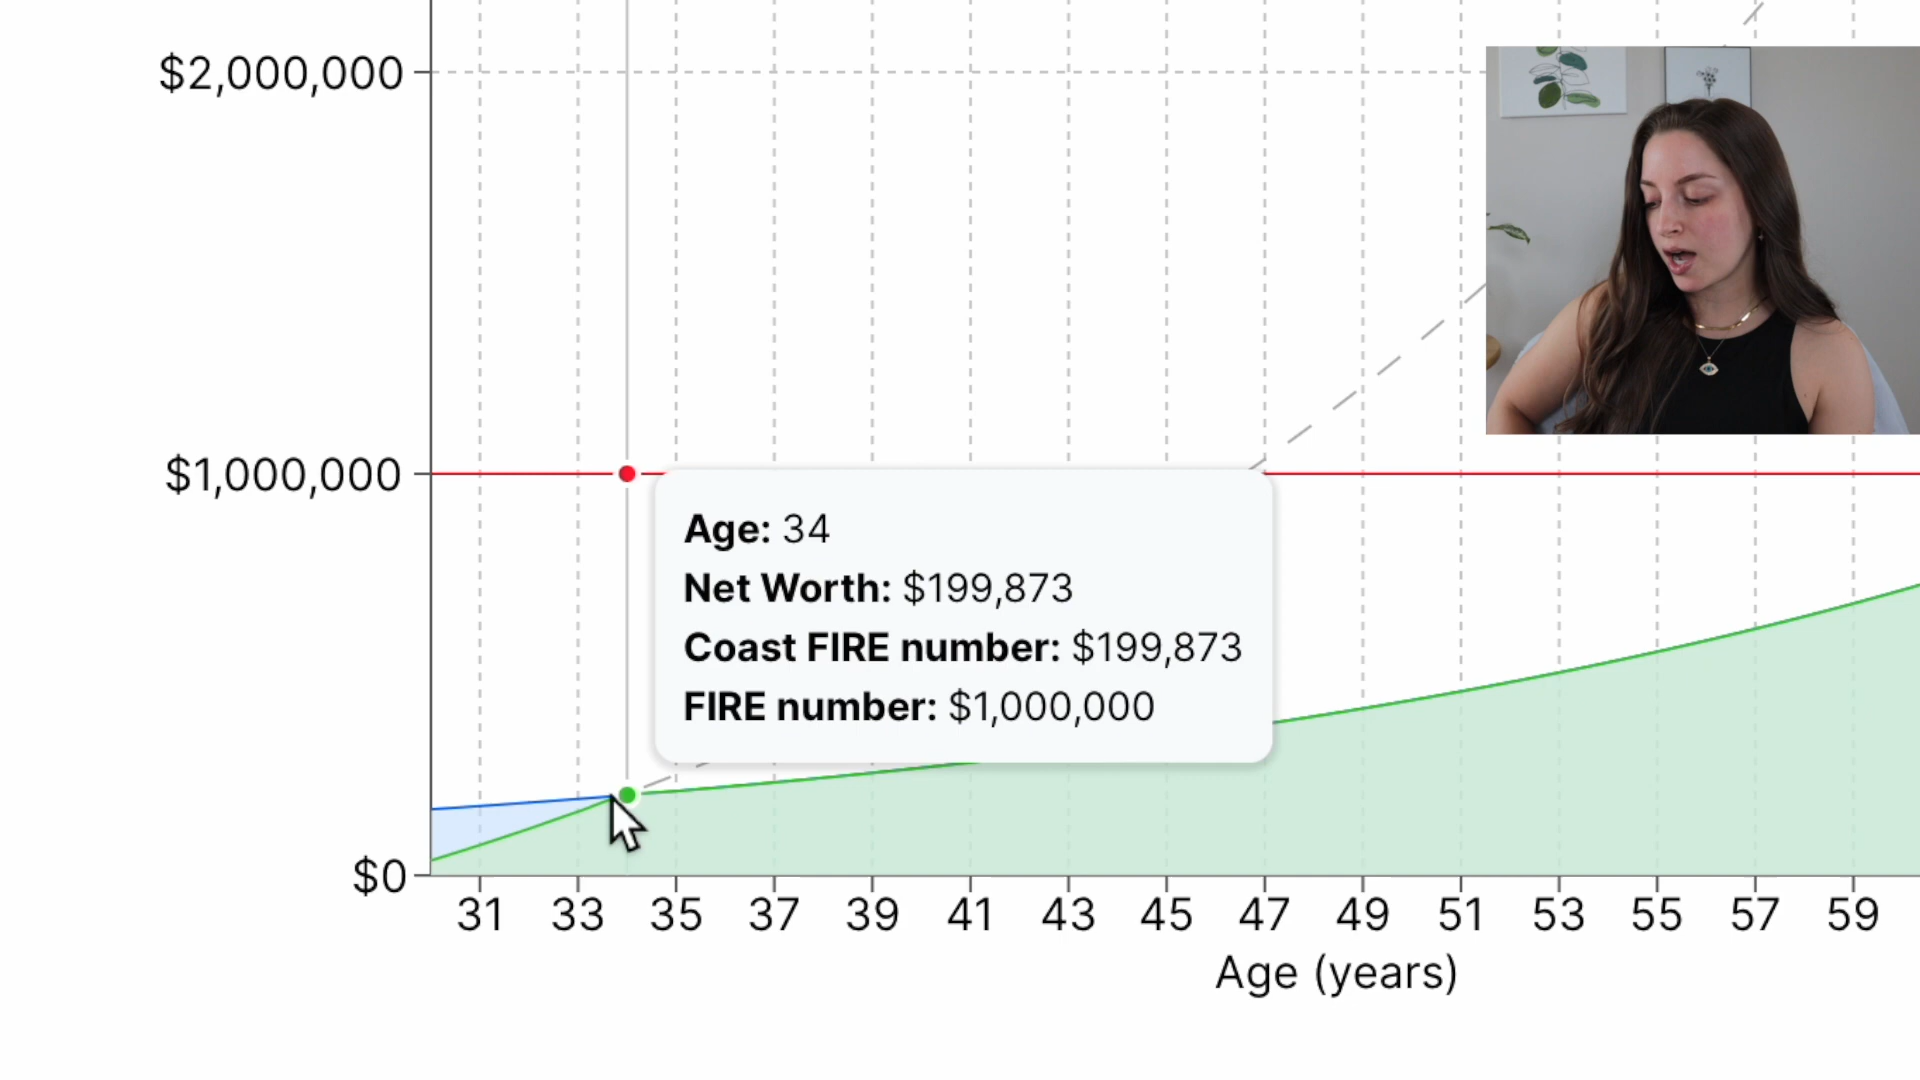 $2,000,000
$1,000,000
Age: 34
Net Worth: $199,873
Coast FIRE number: $199,873
FIRE number: $1,000,000
$0
31 33 35 37 39 41 43 45 47 49 51 53 55 57 59
Age (years)